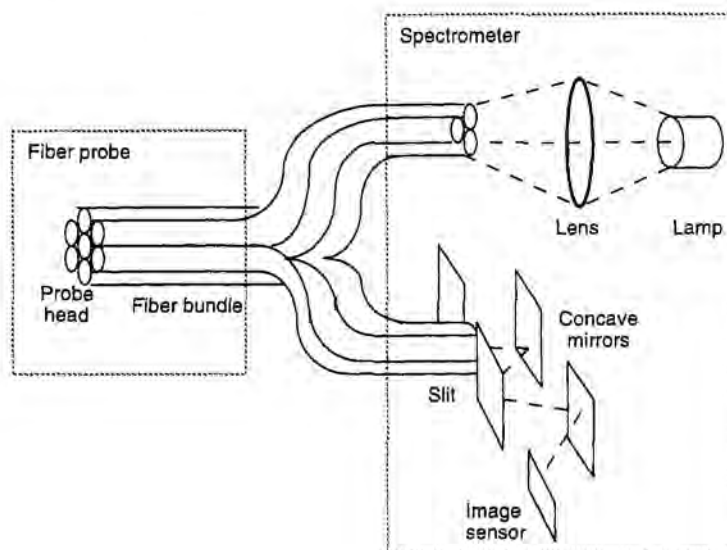 Spectrometer
Fiber probe
Lens
Lamp
Probe
head
Fiber bundle
Concave
mirrors
Slit
Image
sensor